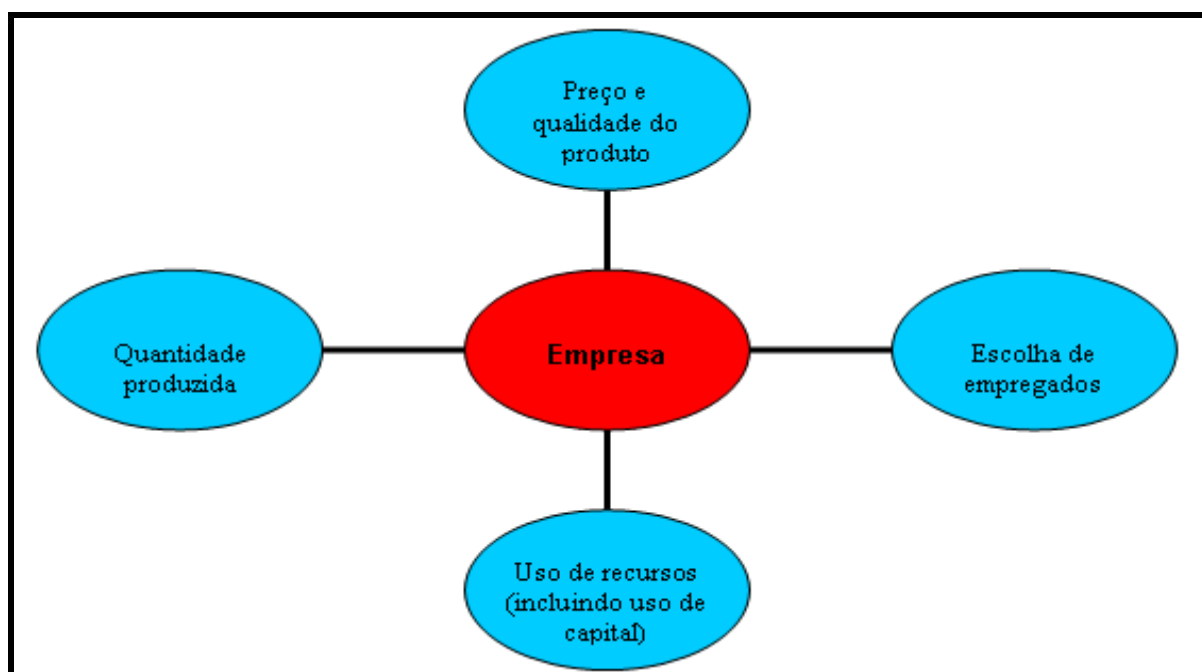 Preço e
qualidade do
produto
Quantidade
produzida
Empresa
Escolha de
empregados
Uso de recursos
(incluindo uso de
capital)